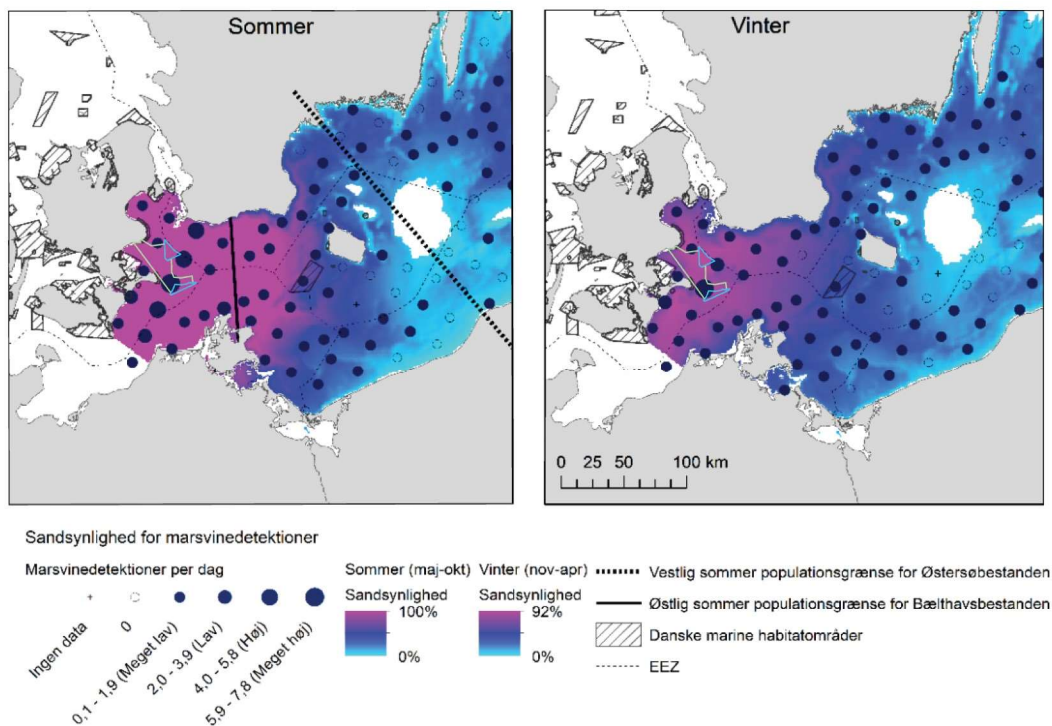 Sommer
Vinter
0 25 50 100 km
Sandsynlighed for marsvinedetektioner
Marsvinedetektioner per dag
Ingen data
0
0,1 - 1,9 (Meget lav)
2,0 - 3,9 (Lav)
4,0 - 5,8 (Høj)
5,9 - 7,8 (Meget høj)
Sommer (maj-okt)
Sandsynlighed
100%
0%
Vinter (nov-apr)
Sandsynlighed
92%
0%
Vestlig sommer populationsgrænse for Østersøbestanden
Østlig sommer populationsgrænse for Bælthavsbestanden
Danske marine habitatområder
EEZ